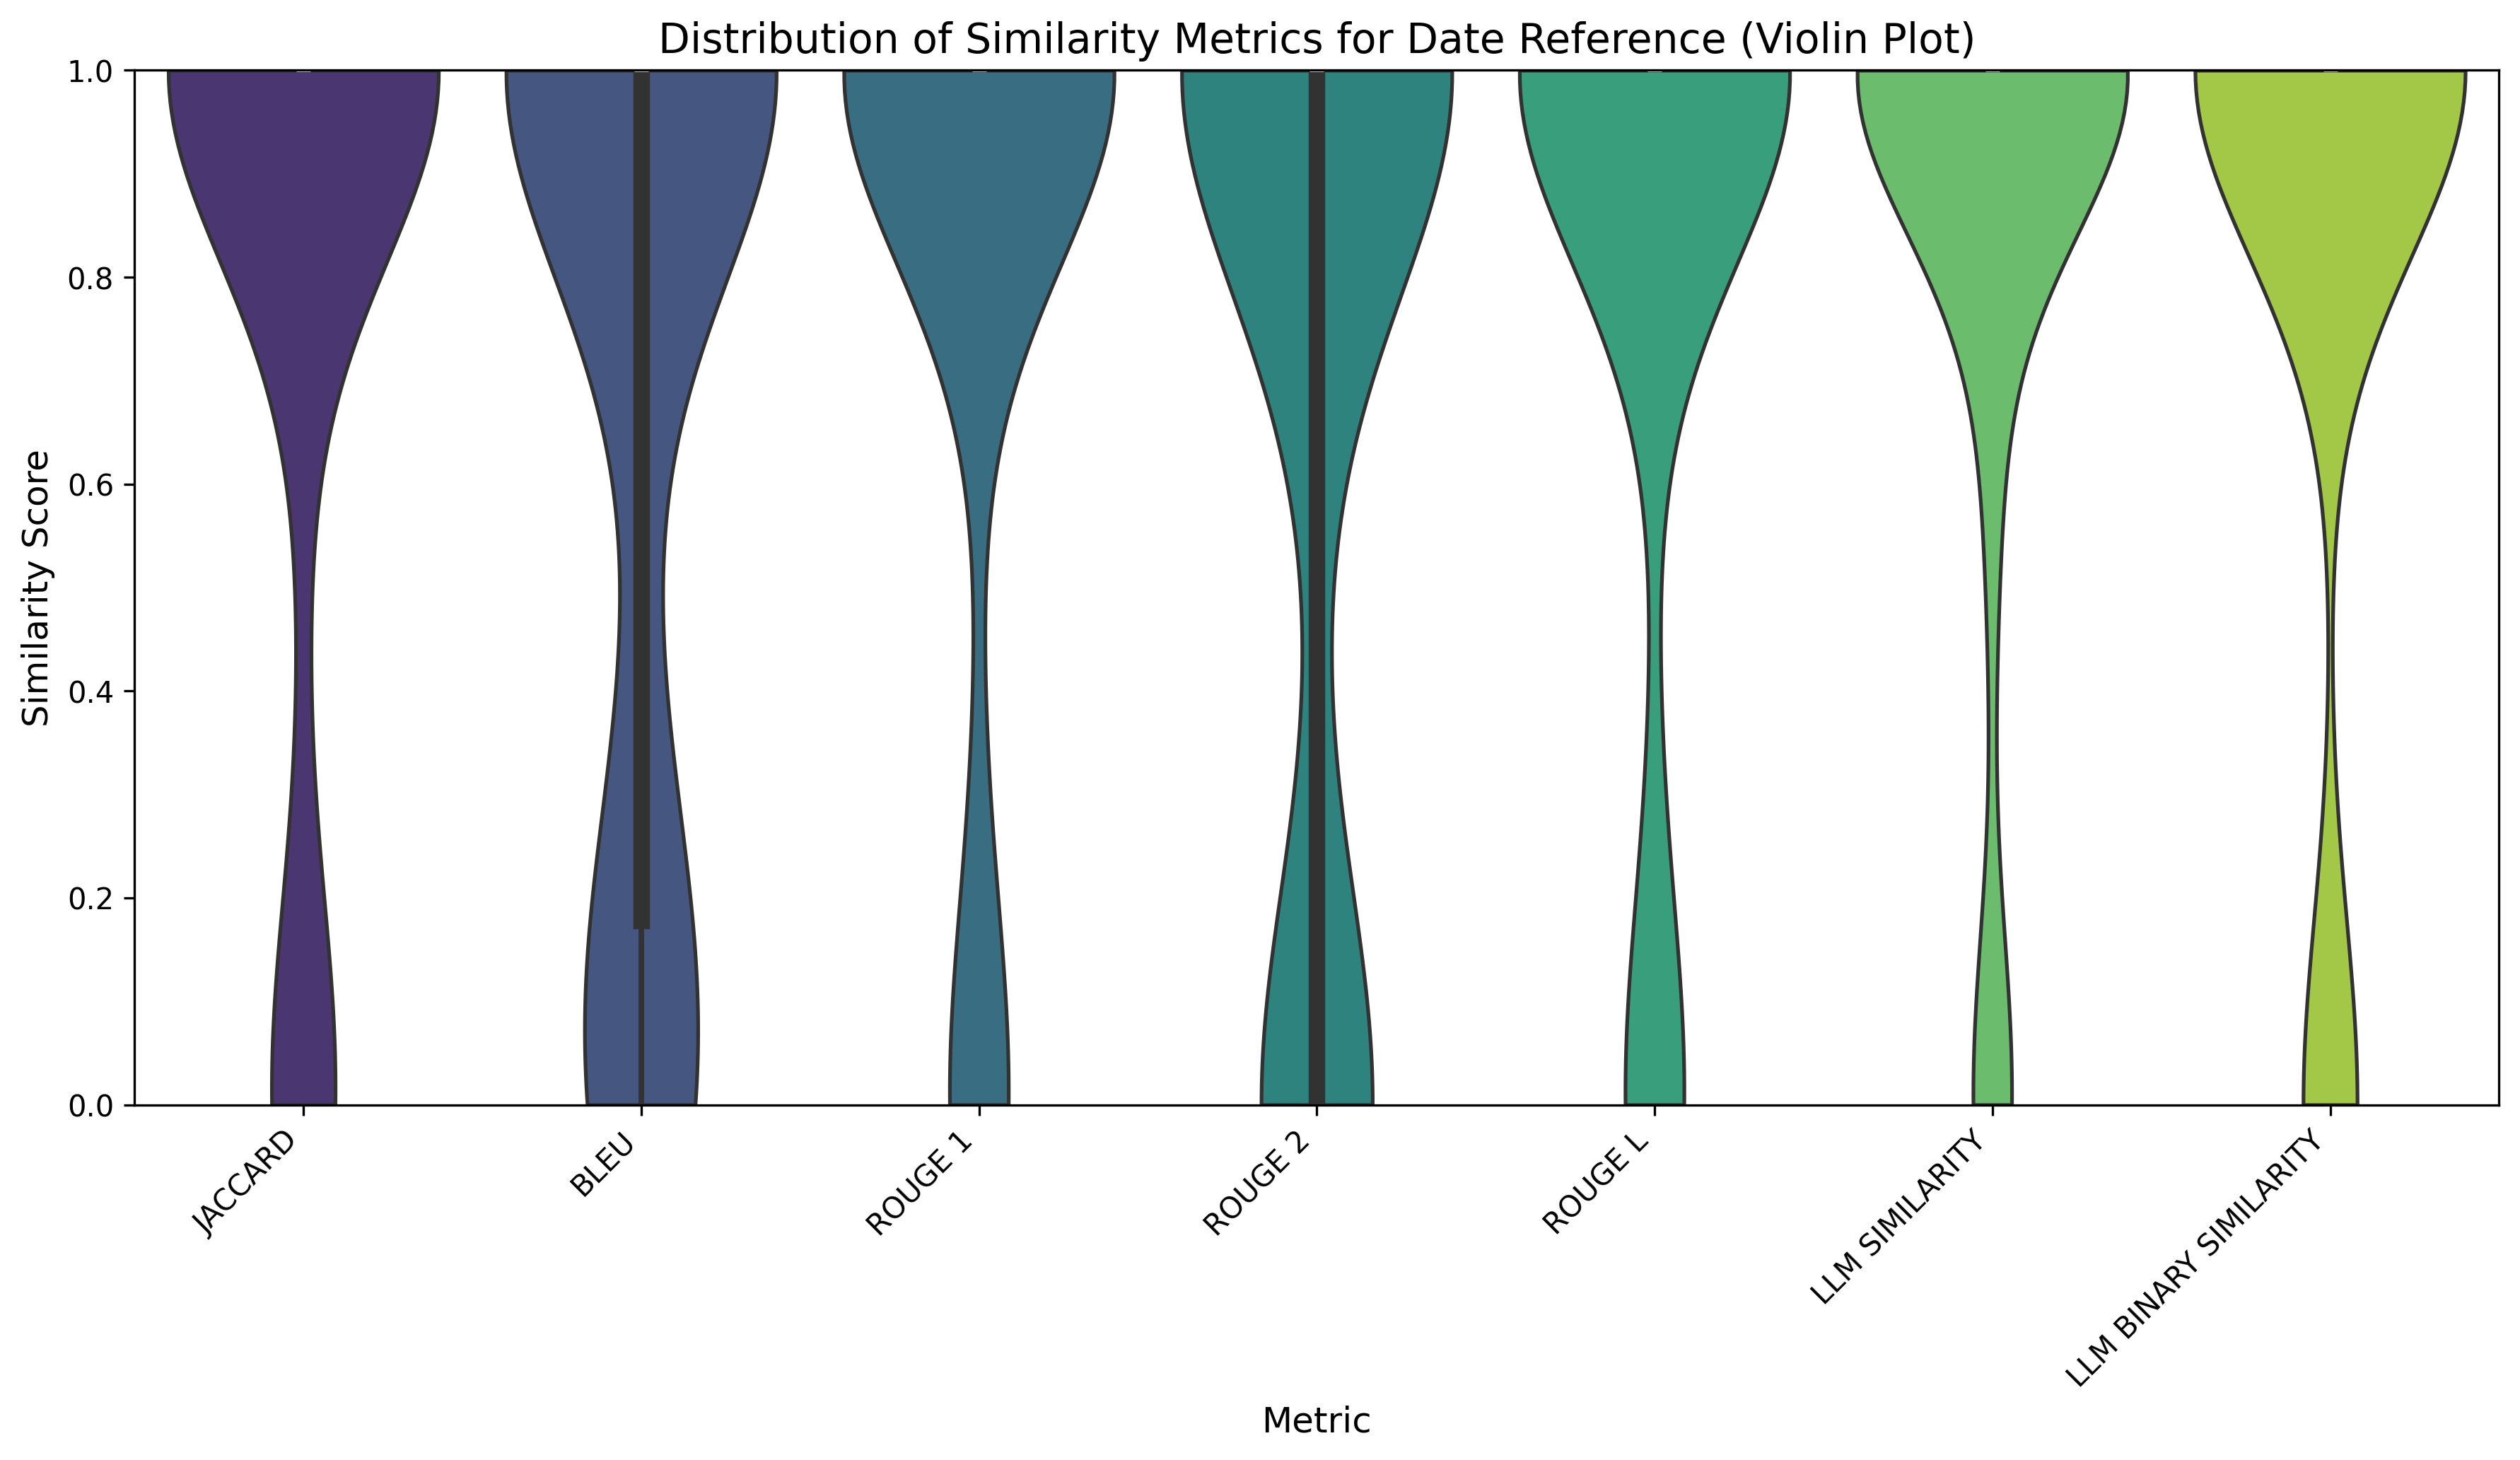 Distribution of Similarity Metrics for Date Reference (Violin Plot)
Similarity Score
1.0
0.8
0.6
0.4
0.2
0.0
JACCARD
BLEU
ROUGE 1
ROUGE 2
ROUGE L
LLM SIMILARITY
LLM BINARY SIMILARITY
Metric